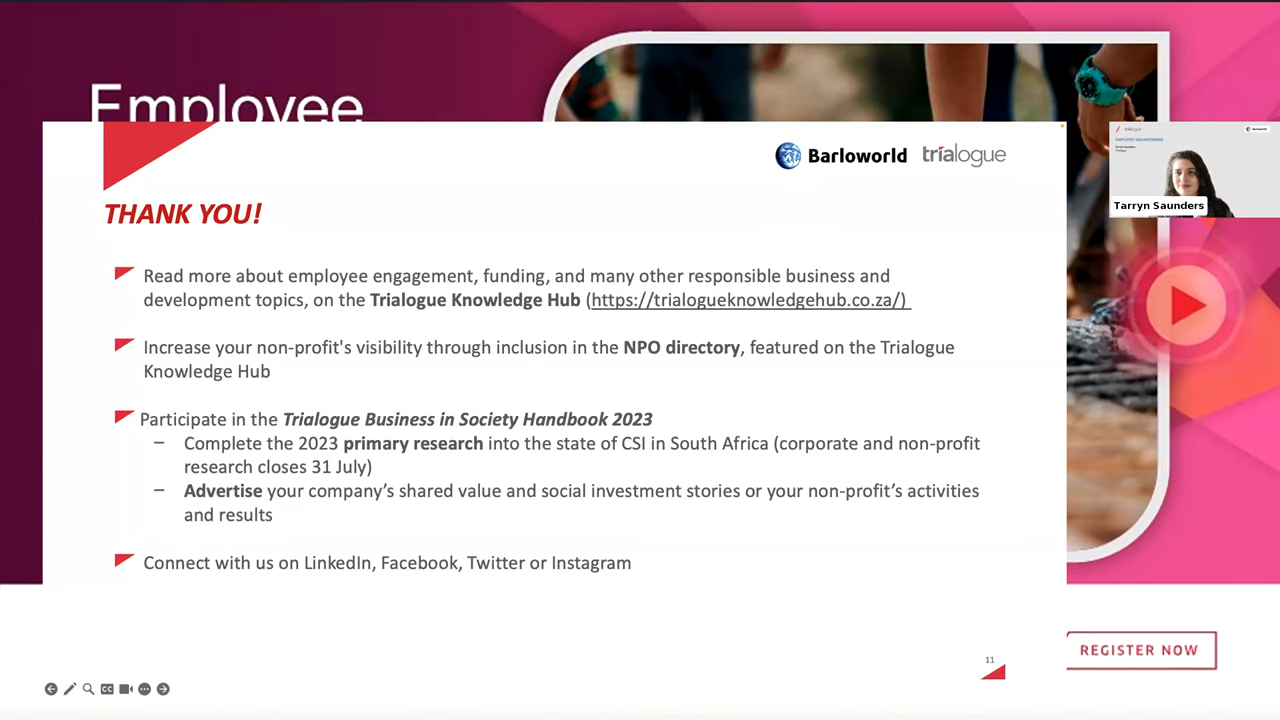 Employee
Barloworld
trialogue
trialogue
Barloworld
EMPLOYEE VOLUNTEERING
Tarryn Saunders
THANK YOU!
Read more about employee engagement, funding, and many other responsible business and
development topics, on the Trialogue Knowledge Hub (https://trialogueknowledgehub.co.za/)
Increase your non-profit's visibility through inclusion in the NPO directory, featured on the Trialogue
Knowledge Hub
Participate in the Trialogue Business in Society Handbook 2023
– Complete the 2023 primary research into the state of CSI in South Africa (corporate and non-profit
research closes 31 July)
– Advertise your company’s shared value and social investment stories or your non-profit’s activities
and results
Connect with us on LinkedIn, Facebook, Twitter or Instagram
11
REGISTER NOW
CC